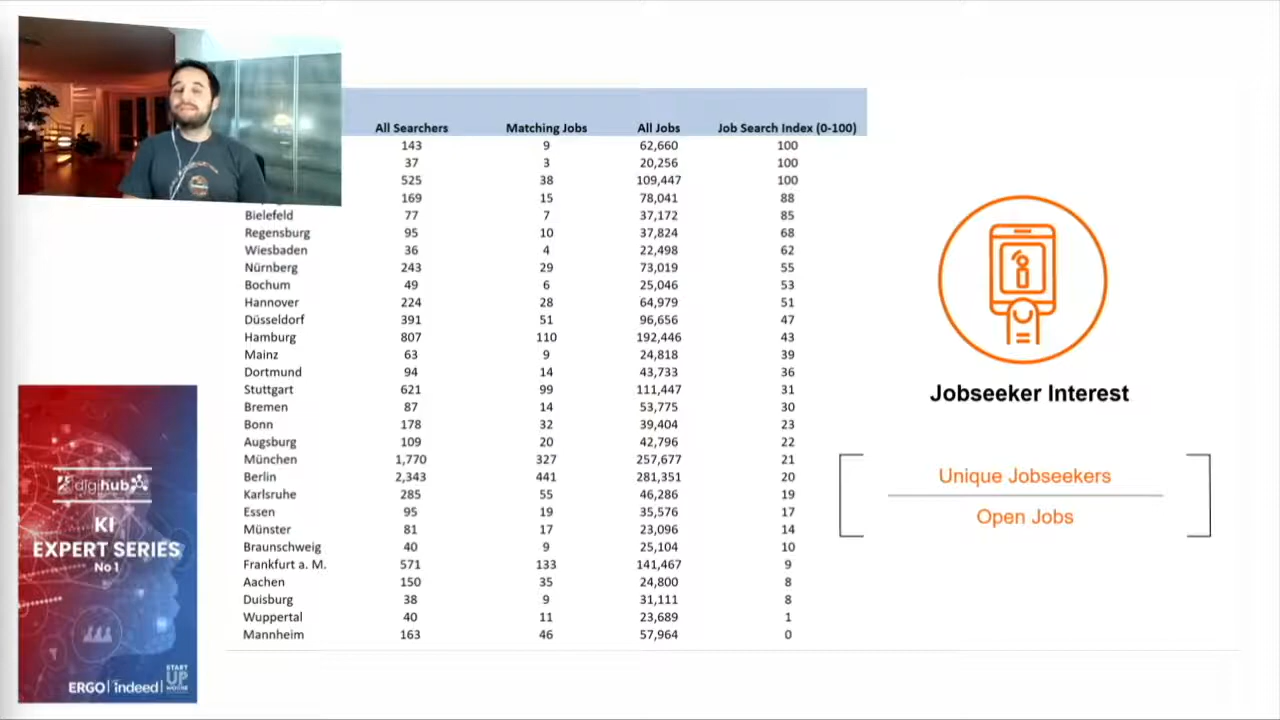 All Searchers Matching Jobs All Jobs Job Search Index (0-100)
143 9 62,660 100
37 3 20,256 100
525 38 109,447 100
169 15 78,041 88
Bielefeld 77 7 37,172 85
Regensburg 95 10 37,824 68
Wiesbaden 36 4 22,498 62
Nürnberg 243 29 73,019 55
Bochum 49 6 25,046 53
Hannover 224 28 64,979 51
Düsseldorf 391 51 96,656 47
Hamburg 807 110 192,446 43
Mainz 63 9 24,818 39
Dortmund 94 14 43,733 36
Stuttgart 621 99 111,447 31
Bremen 87 14 53,775 30
Bonn 178 32 39,404 23
Augsburg 109 20 42,796 22
München 1,770 327 257,677 21
Berlin 2,343 441 281,351 20
Karlsruhe 285 55 46,286 19
Essen 95 19 35,576 17
Münster 81 17 23,096 14
Braunschweig 40 9 25,104 10
Frankfurt a. M. 571 133 141,467 9
Aachen 150 35 24,800 8
Duisburg 38 9 31,111 8
Wuppertal 40 11 23,689 1
Mannheim 163 46 57,964 0
Jobseeker Interest
Unique Jobseekers
Open Jobs
digihub
KI
EXPERT SERIES
No 1
ERGO | indeed |
START
UP
WOCHE